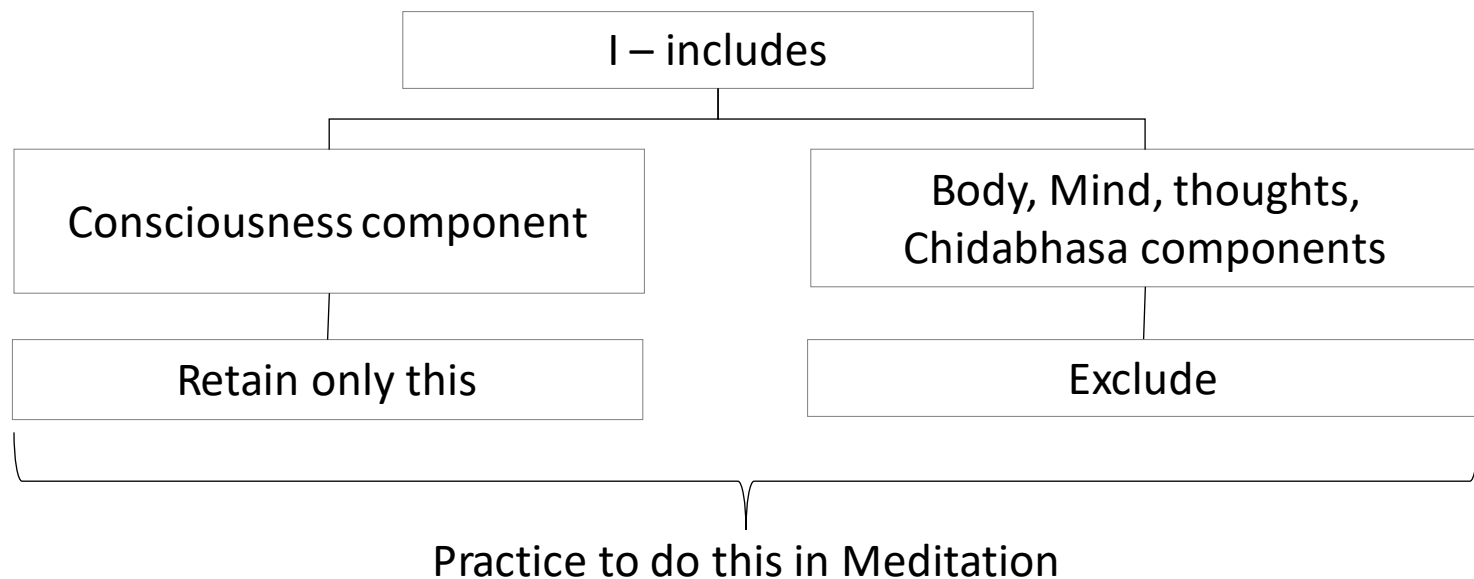 I – includes
Consciousness component
Body, Mind, thoughts,
Chidabhasa components
Retain only this
Exclude
Practice to do this in Meditation